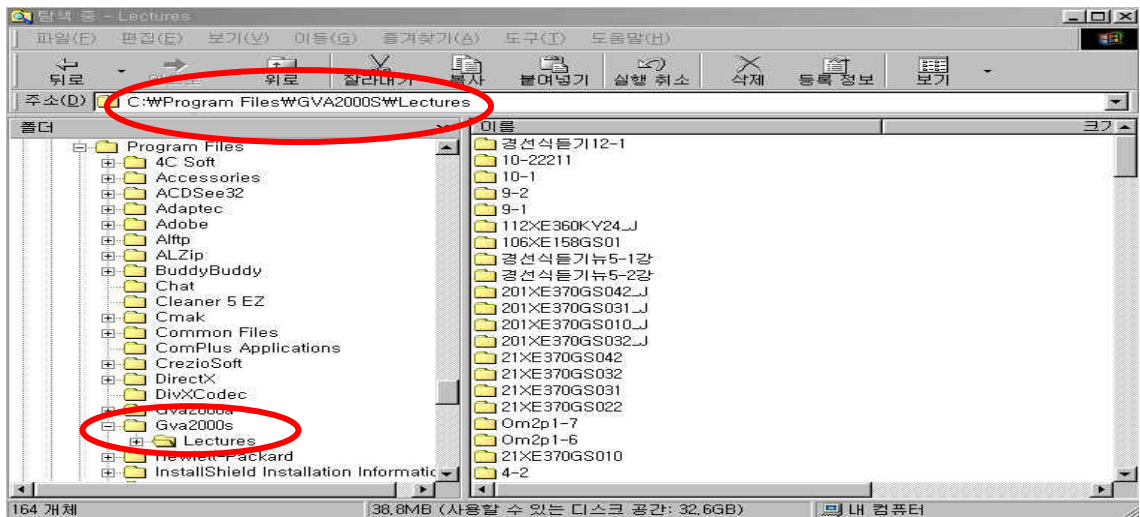 탐색 중 - Lectures
파일(F) 편집(E) 보기(V) 이동(G) 즐겨찾기(A) 도구(T) 도움말(H)
뒤로 위로 잘라내기 복사 붙여넣기 실행 취소 삭제 등록 정보 보기
주소(D) C:₩Program Files₩GVA2000S₩Lectures
폴더
Program Files
4C Soft
Accessories
ACDSee32
Adaptec
Adobe
Alftp
ALZip
BuddyBuddy
Chat
Cleaner 5 EZ
Cmak
Common Files
ComPlus Applications
CrezioSoft
DirectX
DivXCodec
Gva2000a
Gva2000s
Lectures
Hewlett-Packard
InstallShield Installation Informatic
이름 크기
경선식듣기12-1
10-22211
10-1
9-2
9-1
112XE360KY24_J
106XE158GS01
경선식듣기뉴5-1강
경선식듣기뉴5-2강
201XE370GS042_J
201XE370GS031_J
201XE370GS010_J
201XE370GS032_J
21XE370GS042
21XE370GS032
21XE370GS031
21XE370GS022
Om2p1-7
Om2p1-6
21XE370GS010
4-2
164 개체 38.8MB (사용할 수 있는 디스크 공간: 32.6GB) 내 컴퓨터